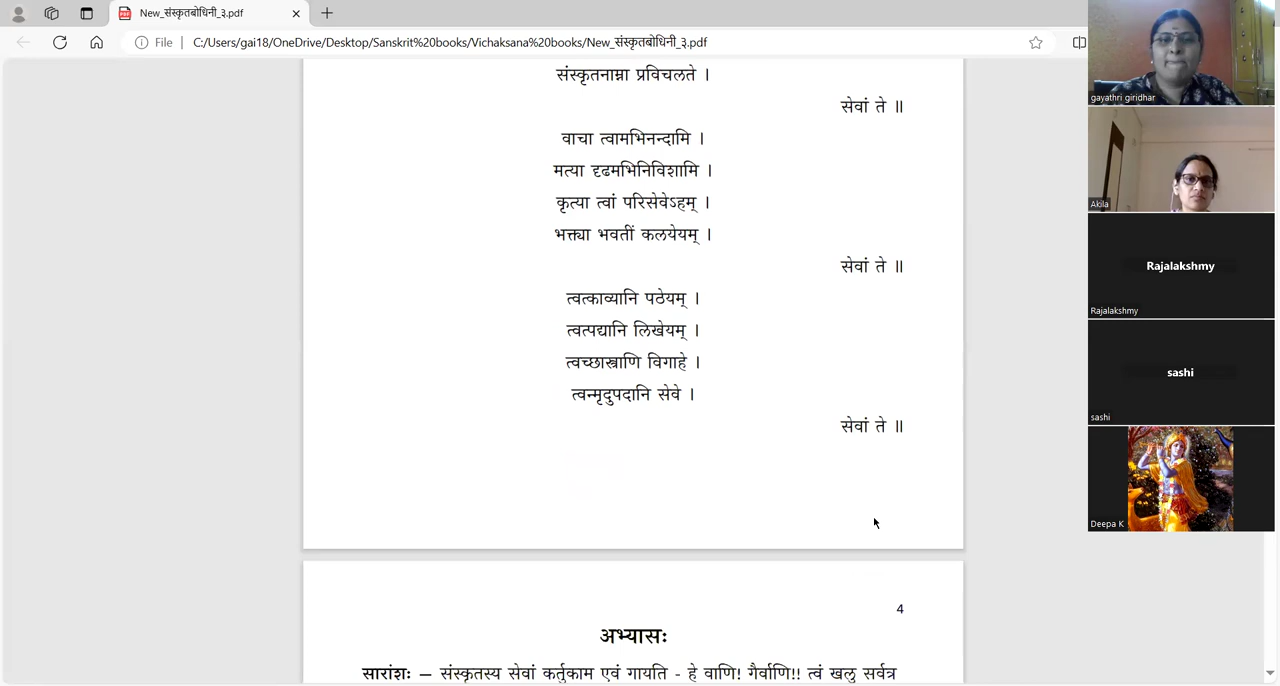 New_संस्कृतबोधिनी_३.pdf
File
C:/Users/gai18/OneDrive/Desktop/Sanskrit%20books/Vichaksana%20books/New_संस्कृतबोधिनी_३.pdf
संस्कृतनाम्ना प्रविचलते ।
सेवां ते ॥
वाचा त्वामभिनन्दामि ।
मत्या दृढमभिनिविशामि ।
कृत्या त्वां परिसेवेऽहम् ।
भक्त्या भवतीं कलयेयम् ।
सेवां ते ॥
त्वत्काव्यानि पठेयम् ।
त्वत्पद्यानि लिखेयम् ।
त्वच्छास्त्राणि विगाहे ।
त्वन्मृदुपदानि सेवे ।
सेवां ते ॥
4
अभ्यासः
सारांशः – संस्कृतस्य सेवां कर्तुकाम एवं गायति - हे वाणि! गैर्वाणि!! त्वं खलु सर्वत्र
gayathri giridhar
Akila
Rajalakshmy
Rajalakshmy
sashi
sashi
Deepa K